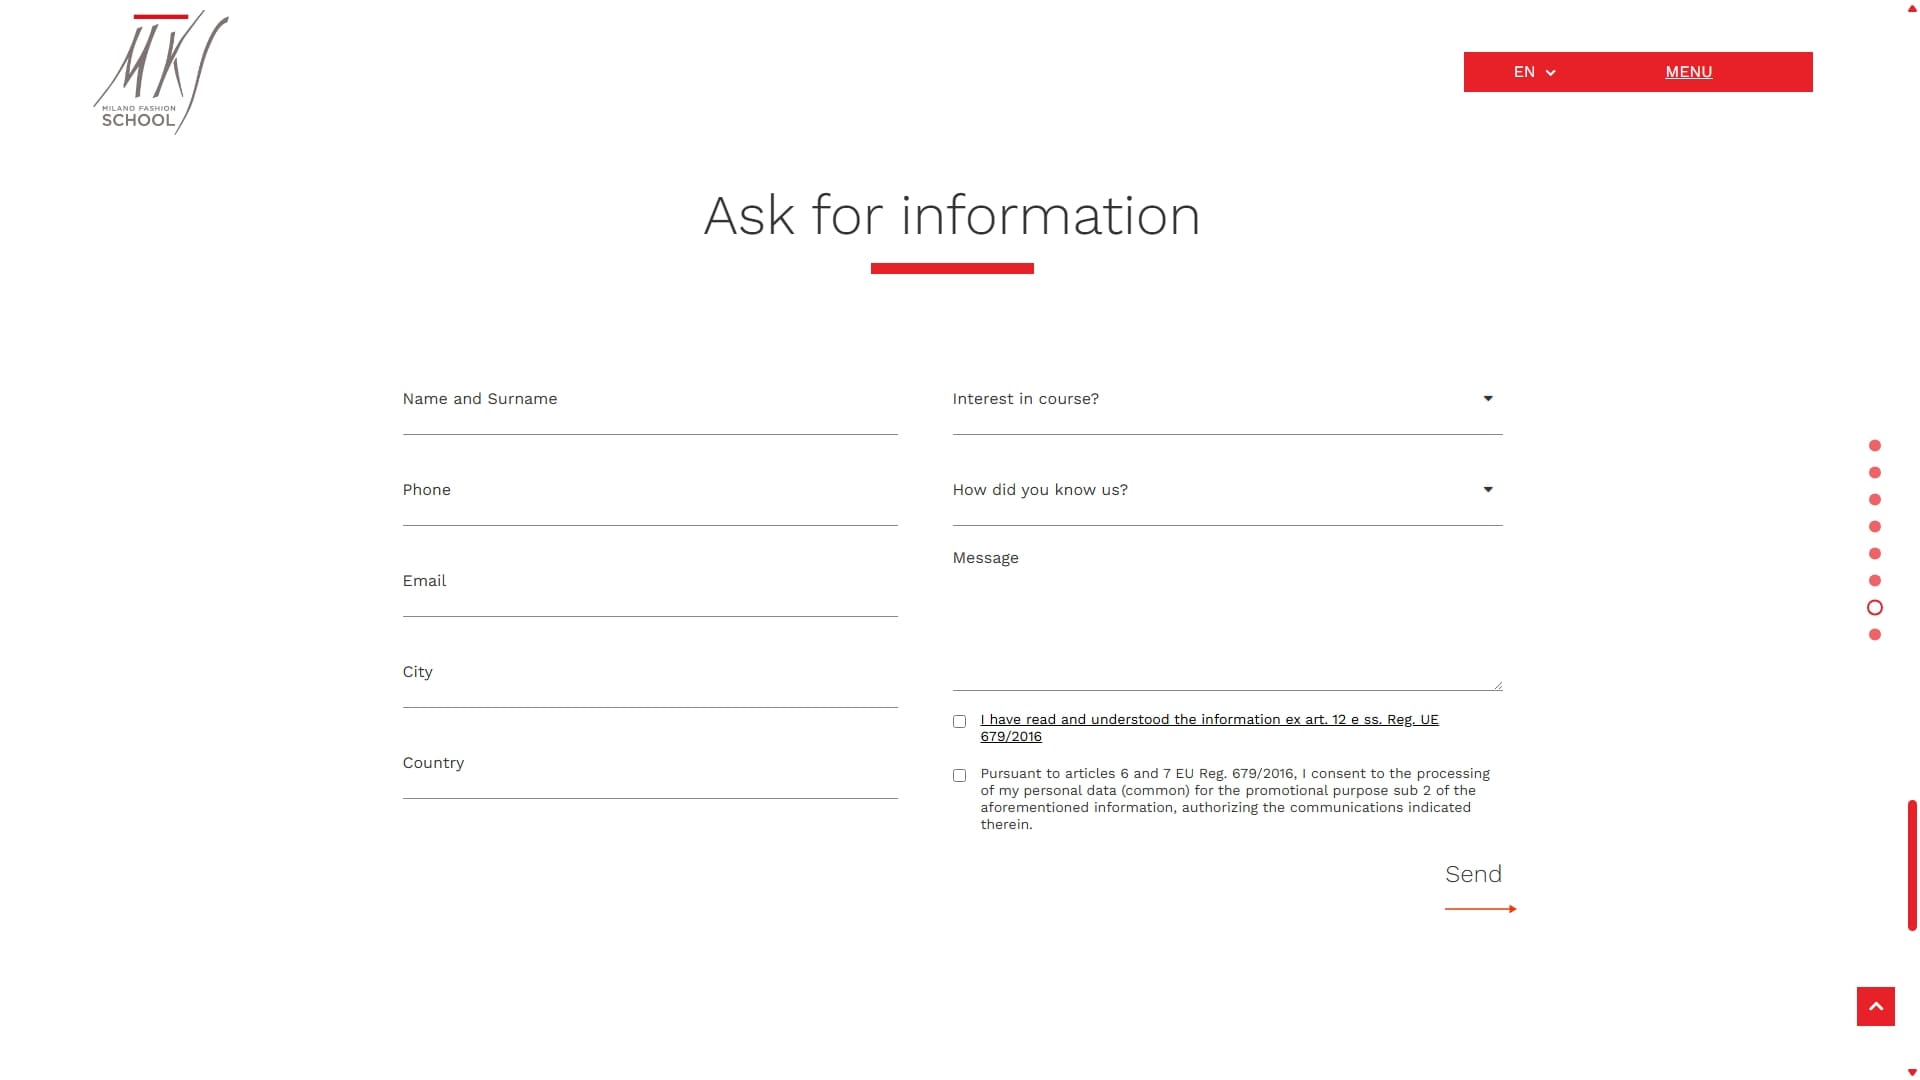 MKS
MILANO FASHION
SCHOOL
EN
MENU
Ask for information
Name and Surname
Phone
Email
City
Country
Interest in course?
How did you know us?
Message
I have read and understood the information ex art. 12 e ss. Reg. UE
679/2016
Pursuant to articles 6 and 7 EU Reg. 679/2016, I consent to the processing
of my personal data (common) for the promotional purpose sub 2 of the
aforementioned information, authorizing the communications indicated
therein.
Send